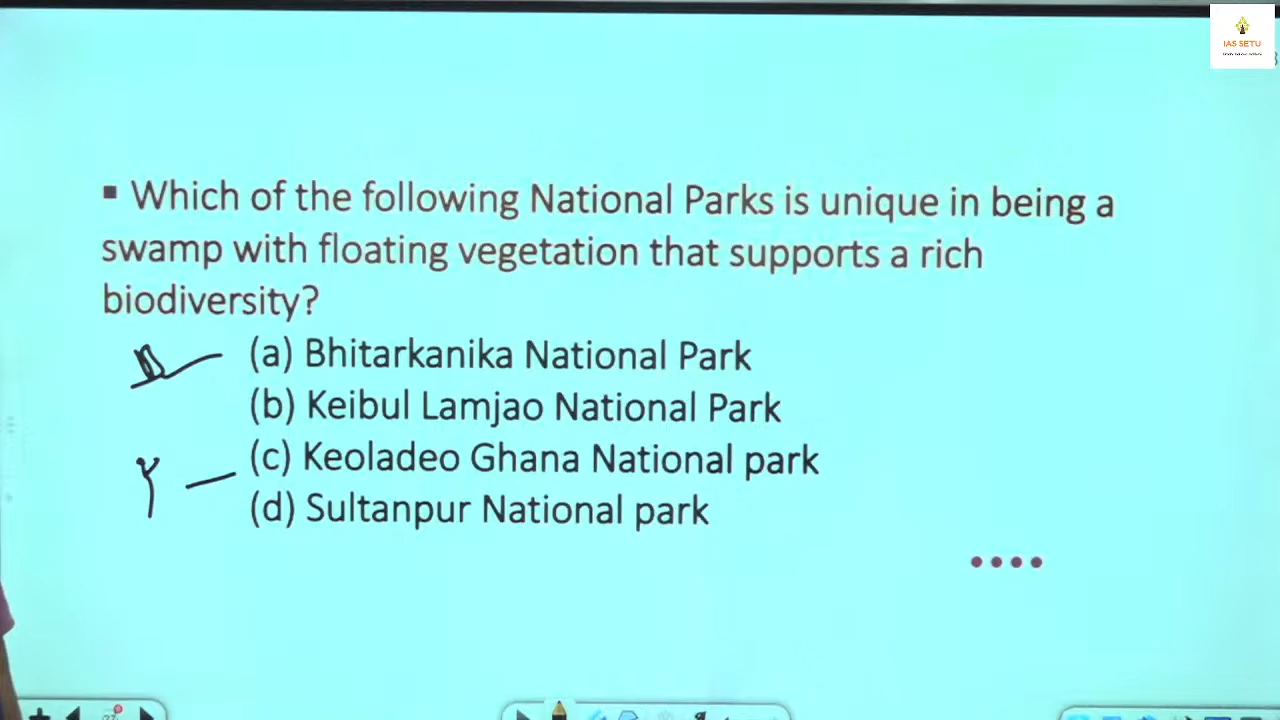 IAS SETU
▪ Which of the following National Parks is unique in being a
swamp with floating vegetation that supports a rich
biodiversity?
(a) Bhitarkanika National Park
(b) Keibul Lamjao National Park
(c) Keoladeo Ghana National park
(d) Sultanpur National park